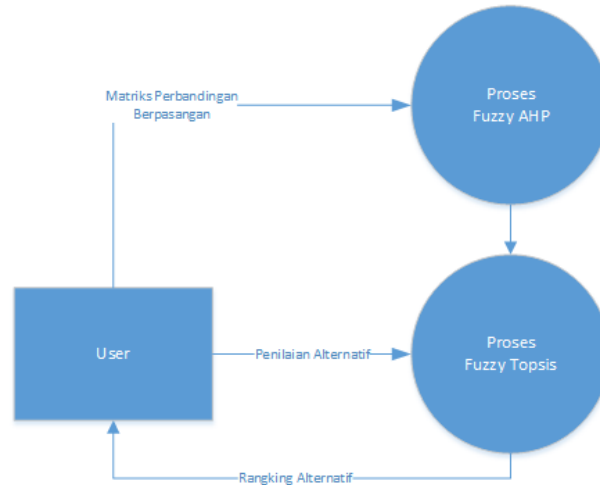 Matriks Perbandingan
Berpasangan
Proses
Fuzzy AHP
User
Penilaian Alternatif
Proses
Fuzzy Topsis
Rangking Alternatif